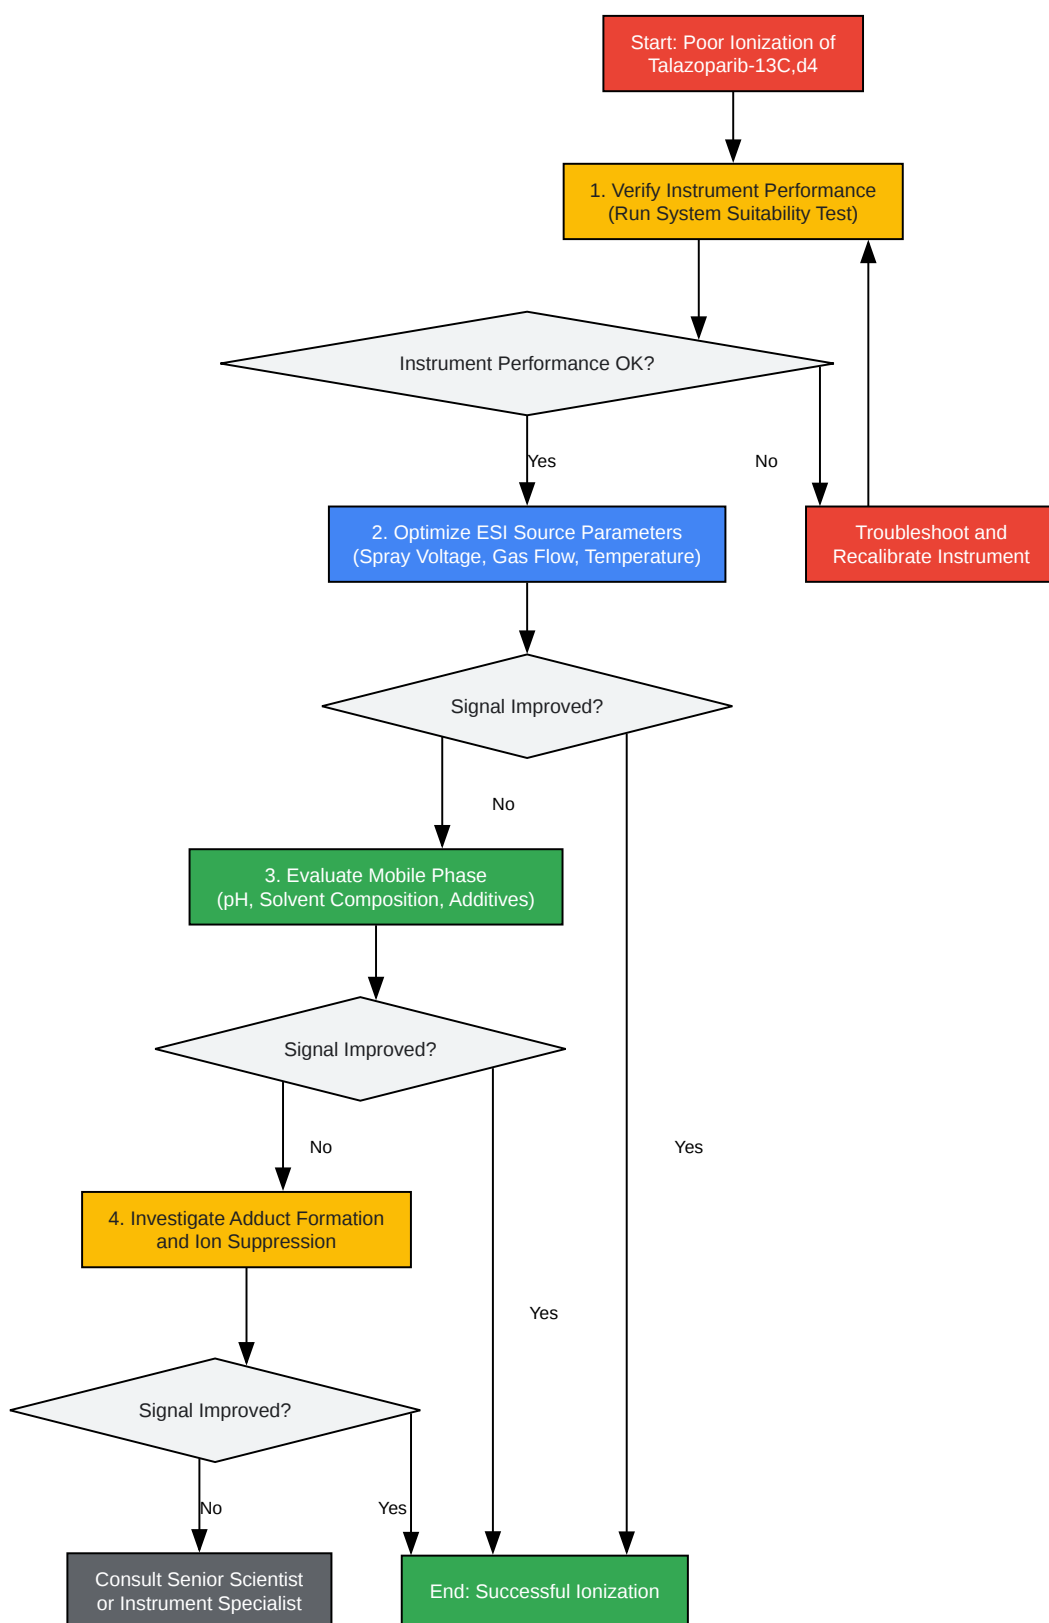 Start: Poor Ionization of
Talazoparib-13C,d4
1. Verify Instrument Performance
(Run System Suitability Test)
Instrument Performance OK?
Yes
No
2. Optimize ESI Source Parameters
(Spray Voltage, Gas Flow, Temperature)
Troubleshoot and
Recalibrate Instrument
Signal Improved?
No
3. Evaluate Mobile Phase
(pH, Solvent Composition, Additives)
Signal Improved?
No
Yes
4. Investigate Adduct Formation
and Ion Suppression
Yes
Signal Improved?
No
Yes
Consult Senior Scientist
or Instrument Specialist
End: Successful Ionization